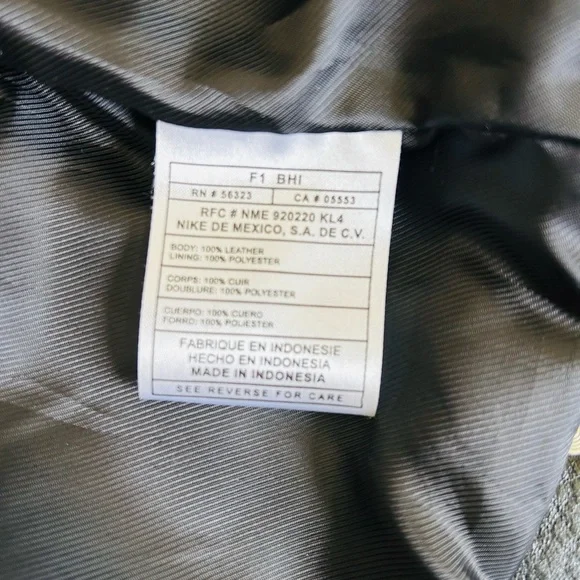 F1 BHI
RN # 56323 CA # 05553
RFC # NME 920220 KL4
NIKE DE MEXICO, S.A. DE C.V.
BODY: 100% LEATHER
LINING: 100% POLYESTER
CORPS: 100% CUIR
DOUBLURE: 100% POLYESTER
CUERPO: 100% CUERO
FORRO: 100% POLIESTER
FABRIQUE EN INDONESIE
HECHO EN INDONESIA
MADE IN INDONESIA
SEE REVERSE FOR CARE